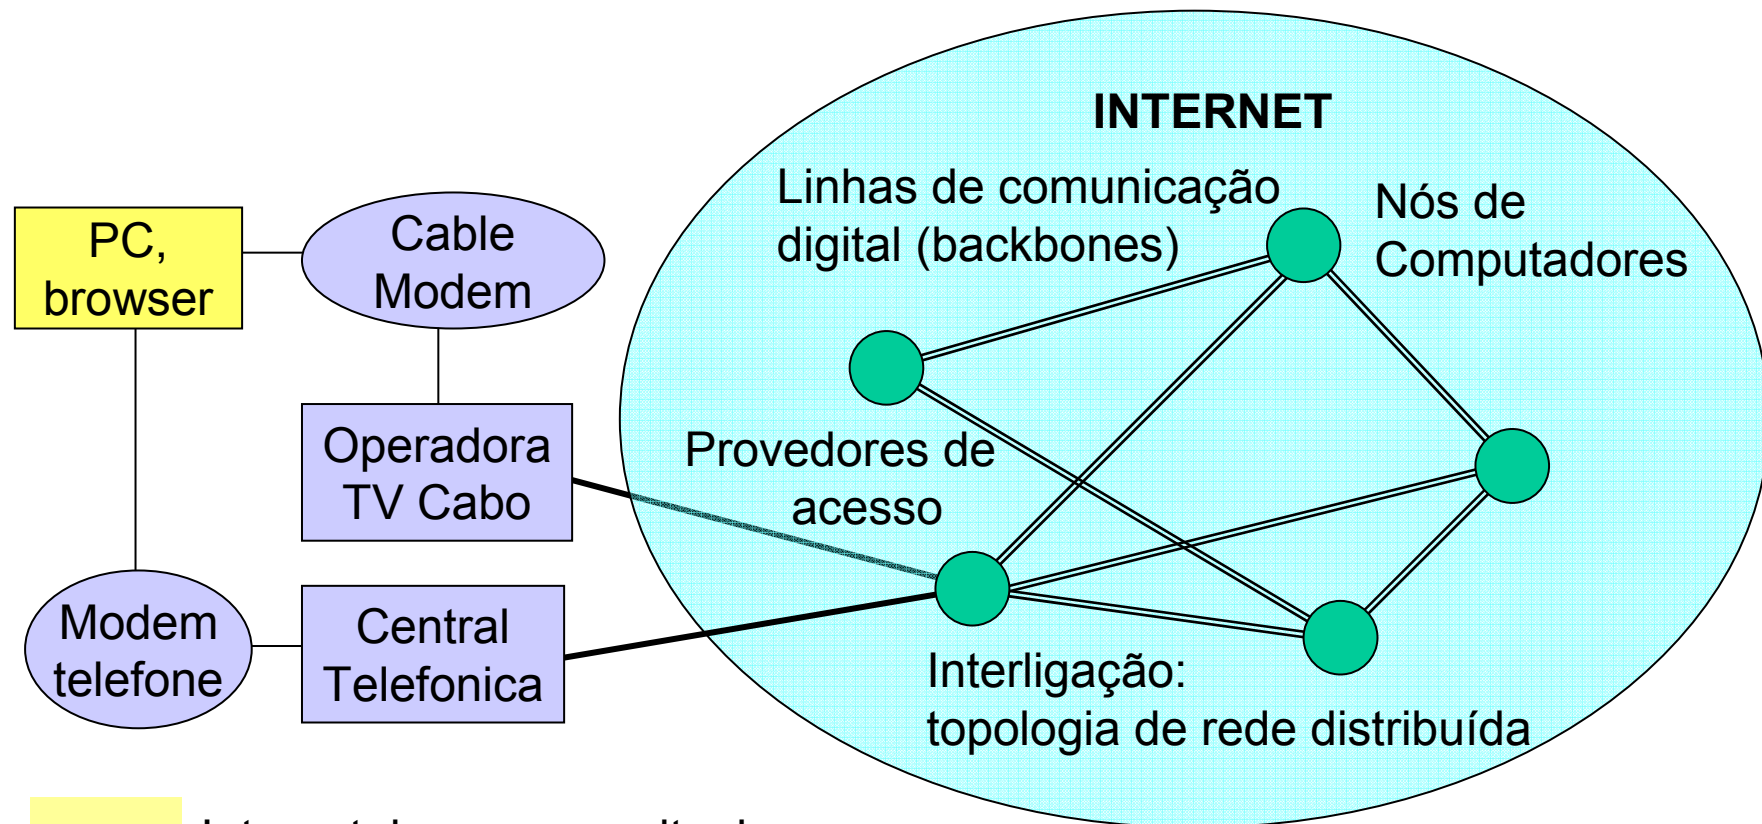 INTERNET
Linhas de comunicação
digital (backbones)
Nós de
Computadores
PC,
browser
Cable
Modem
Operadora
TV Cabo
Provedores de
acesso
Modem
telefone
Central
Telefonica
Interligação:
topologia de rede distribuída